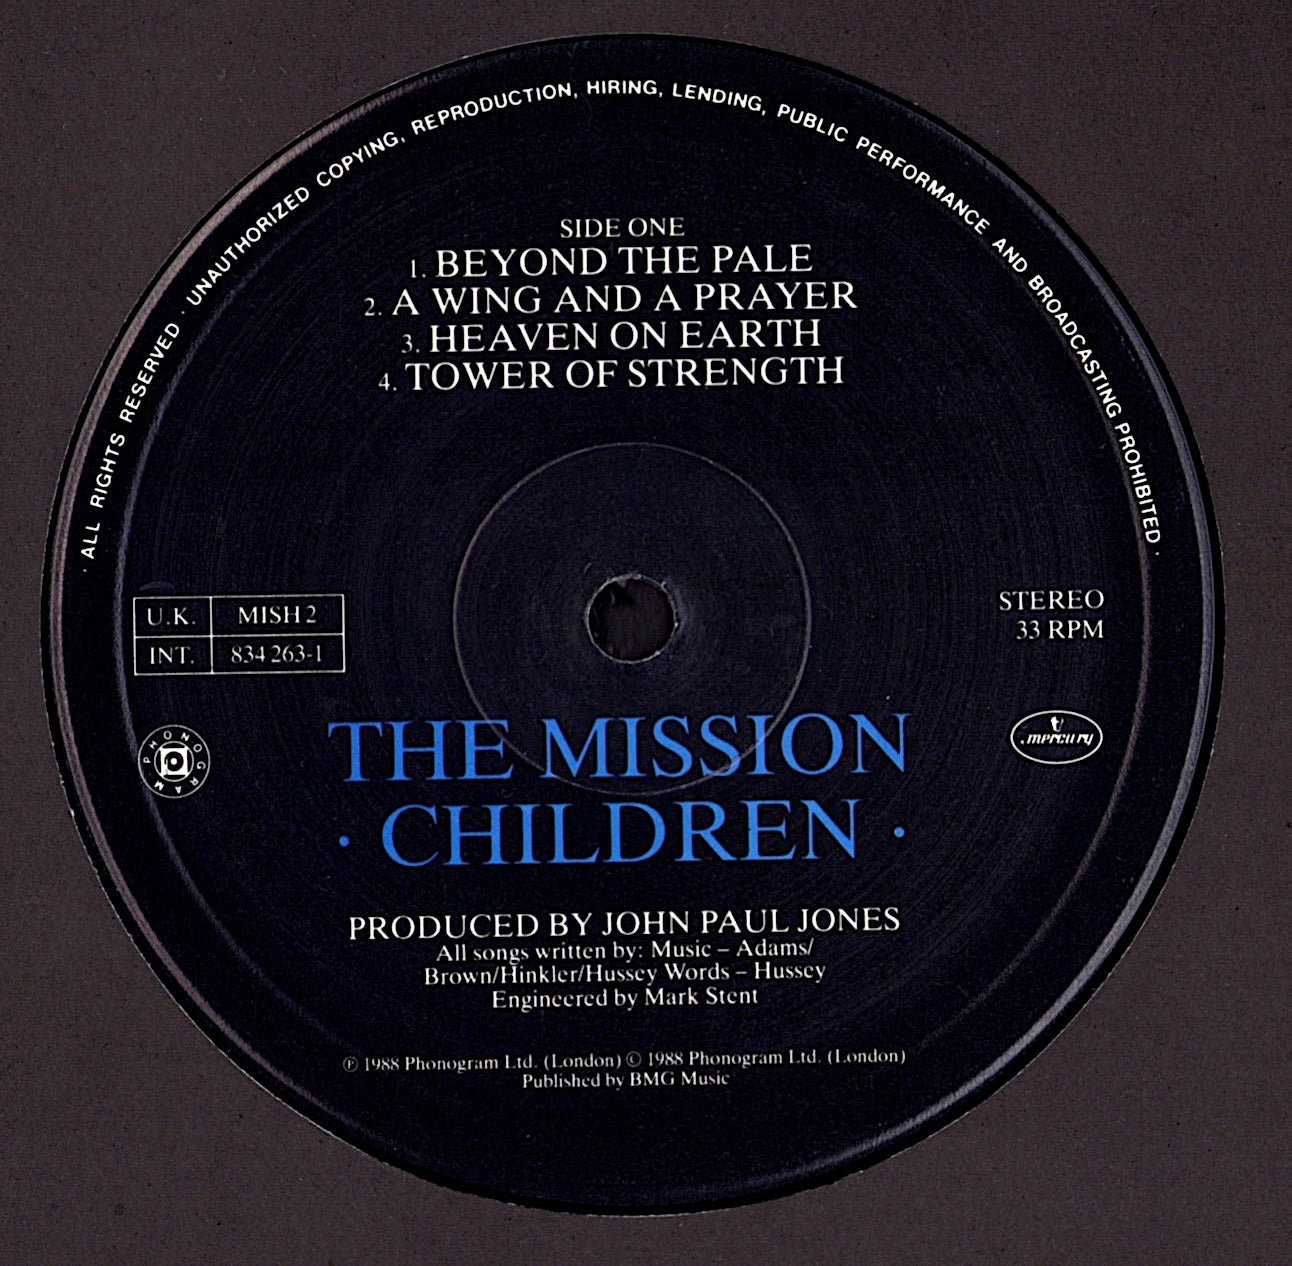 · ALL RIGHTS RESERVED · UNAUTHORIZED COPYING, REPRODUCTION, HIRING, LENDING, PUBLIC PERFORMANCE AND BROADCASTING PROHIBITED ·
SIDE ONE
1. BEYOND THE PALE
2. A WING AND A PRAYER
3. HEAVEN ON EARTH
4. TOWER OF STRENGTH
U.K. MISH 2
INT. 834 263-1
STEREO
33 RPM
PHONOGRAM
mercury
THE MISSION
· CHILDREN ·
PRODUCED BY JOHN PAUL JONES
All songs written by: Music – Adams/
Brown/Hinkler/Hussey Words – Hussey
Engineered by Mark Stent
℗ 1988 Phonogram Ltd. (London) © 1988 Phonogram Ltd. (London)
Published by BMG Music